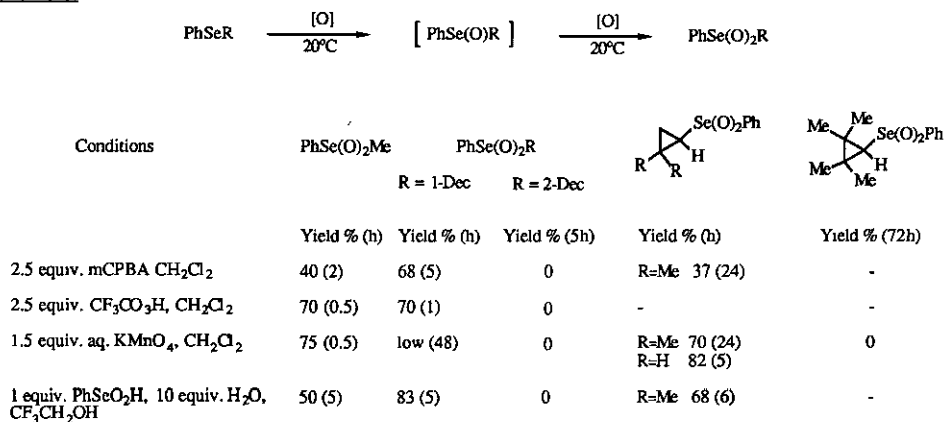 [O] [O]
PhSeR 20°C [ PhSe(O)R ] 20°C PhSe(O)2R
Me Me
Se(O)2Ph Se(O)2Ph
H H
R R Me Me
Conditions PhSe(O)2Me PhSe(O)2R
R = 1-Dec R = 2-Dec
Yield % (h) Yield % (h) Yield % (5h) Yield % (h) Yield % (72h)
2.5 equiv. mCPBA CH2Cl2 40 (2) 68 (5) 0 R=Me 37 (24) -
2.5 equiv. CF3CO3H, CH2Cl2 70 (0.5) 70 (1) 0 - -
1.5 equiv. aq. KMnO4, CH2Cl2 75 (0.5) low (48) 0 R=Me 70 (24) 0
R=H 82 (5)
1 equiv. PhSeO2H, 10 equiv. H2O, 50 (5) 83 (5) 0 R=Me 68 (6) -
CF3CH2OH